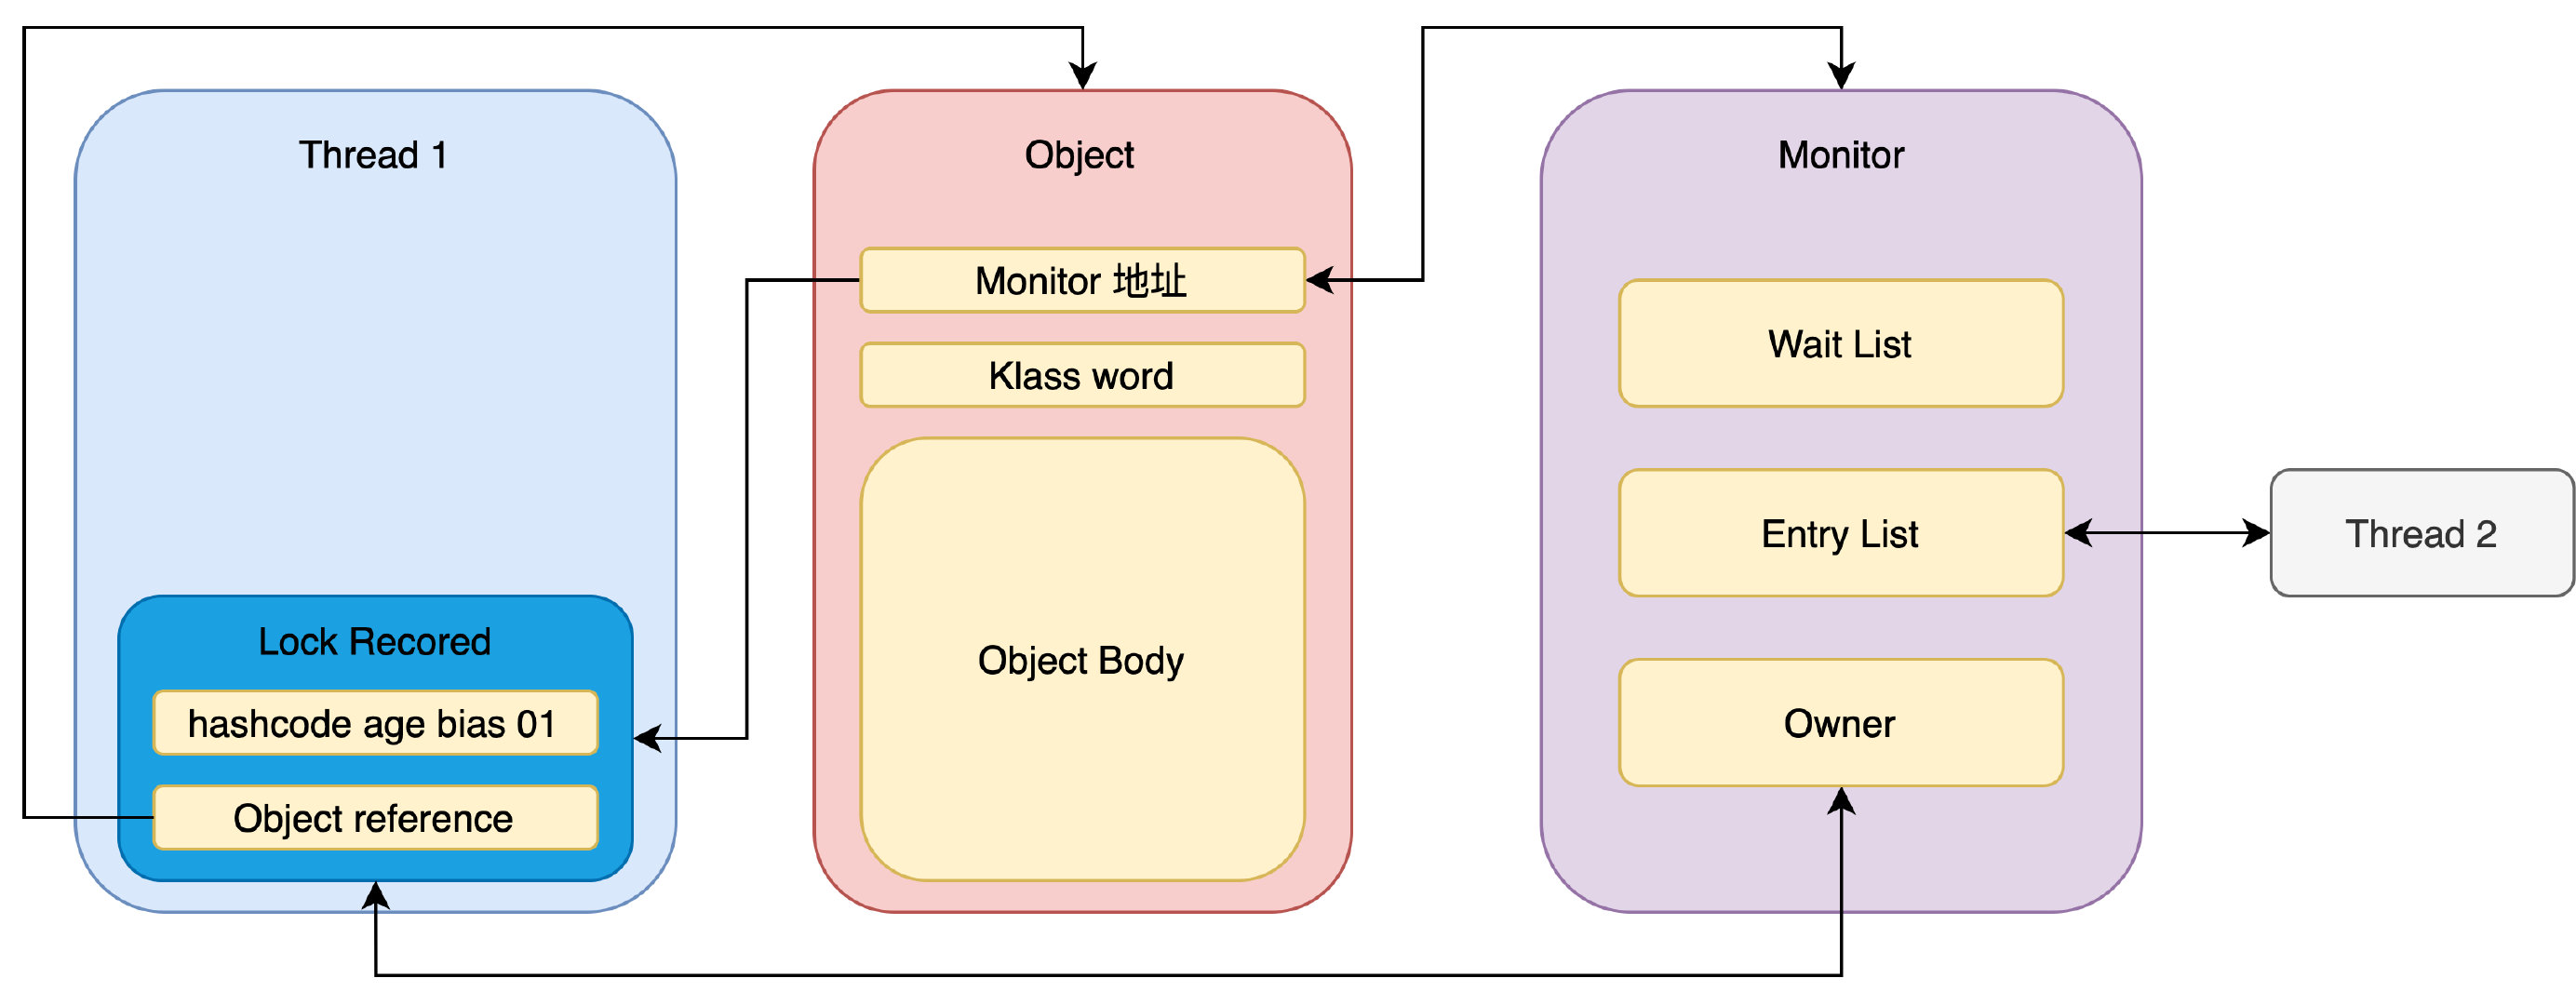 Thread 1
Lock Recored
hashcode age bias 01
Object reference
Object
Monitor 地址
Klass word
Object Body
Monitor
Wait List
Entry List
Owner
Thread 2